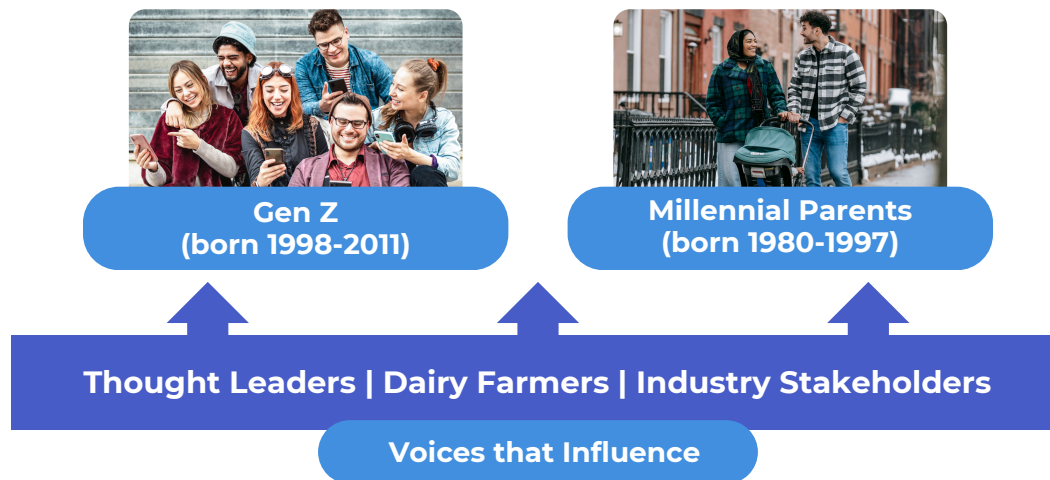 Gen Z
(born 1998-2011)
Millennial Parents
(born 1980-1997)
Thought Leaders | Dairy Farmers | Industry Stakeholders
Voices that Influence